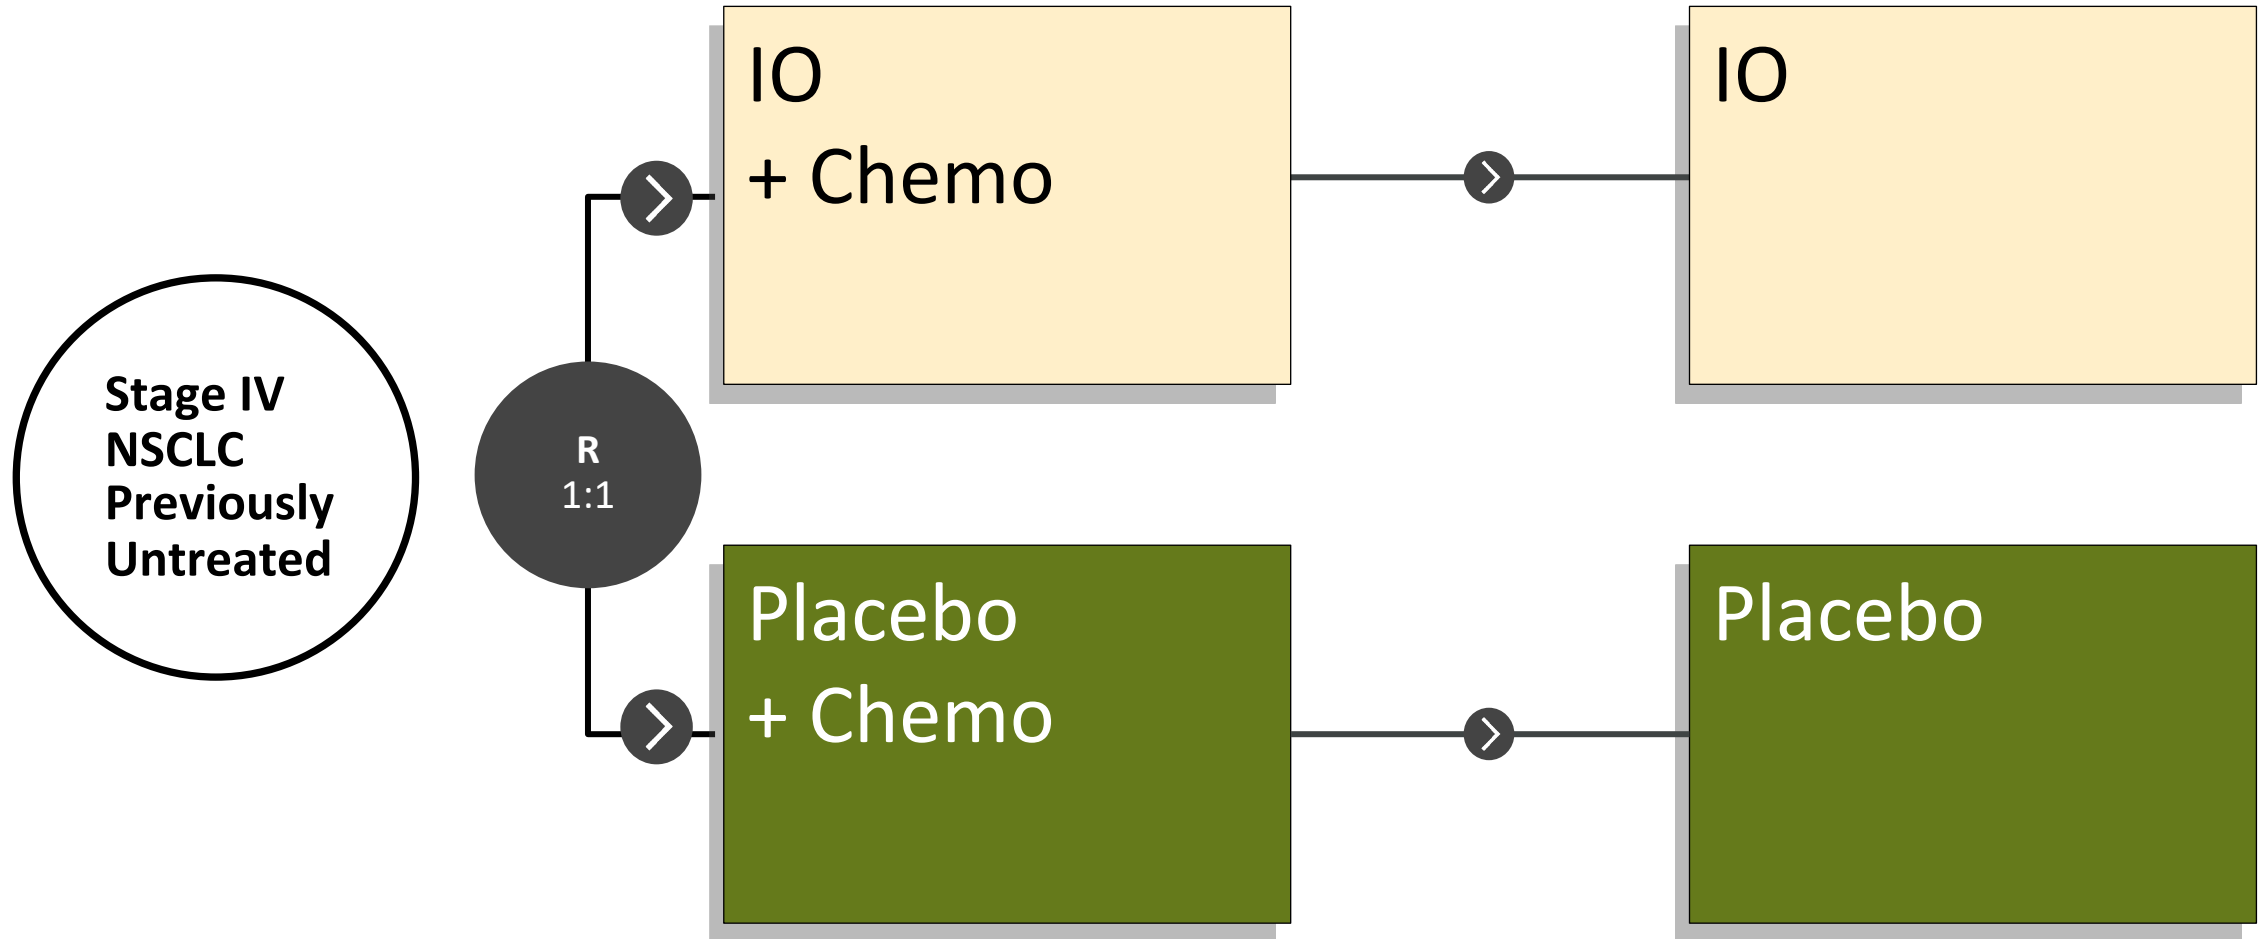 Stage IV
NSCLC
Previously
Untreated
R
1:1
IO
+ Chemo
IO
Placebo
+ Chemo
Placebo